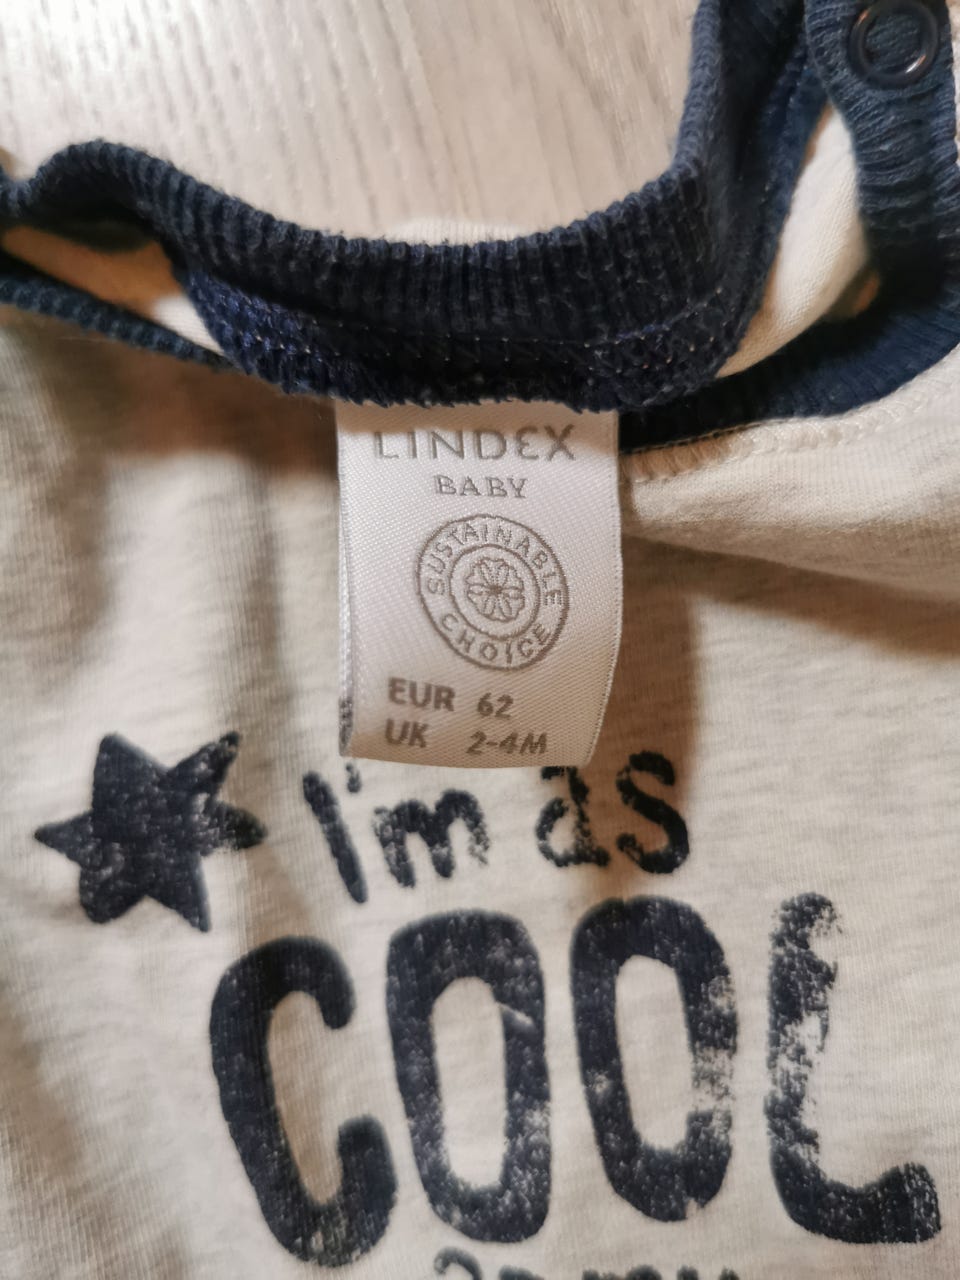 LINDEX
BABY
SUSTAINABLE
CHOICE
EUR 62
UK 2-4M
I'm as
COOL